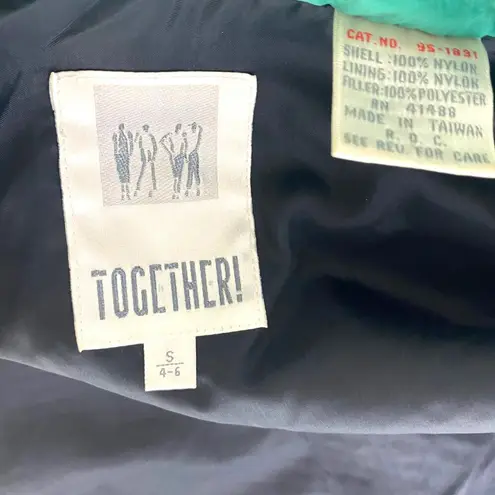 TOGETHER!
S
4-6
CAT.NO. 95-1831
SHELL :100% NYLON
LINING:100% NYLON
FILLER:100%POLYESTER
RN 41488
MADE IN TAIWAN
R.O.C.
SEE REV. FOR CARE